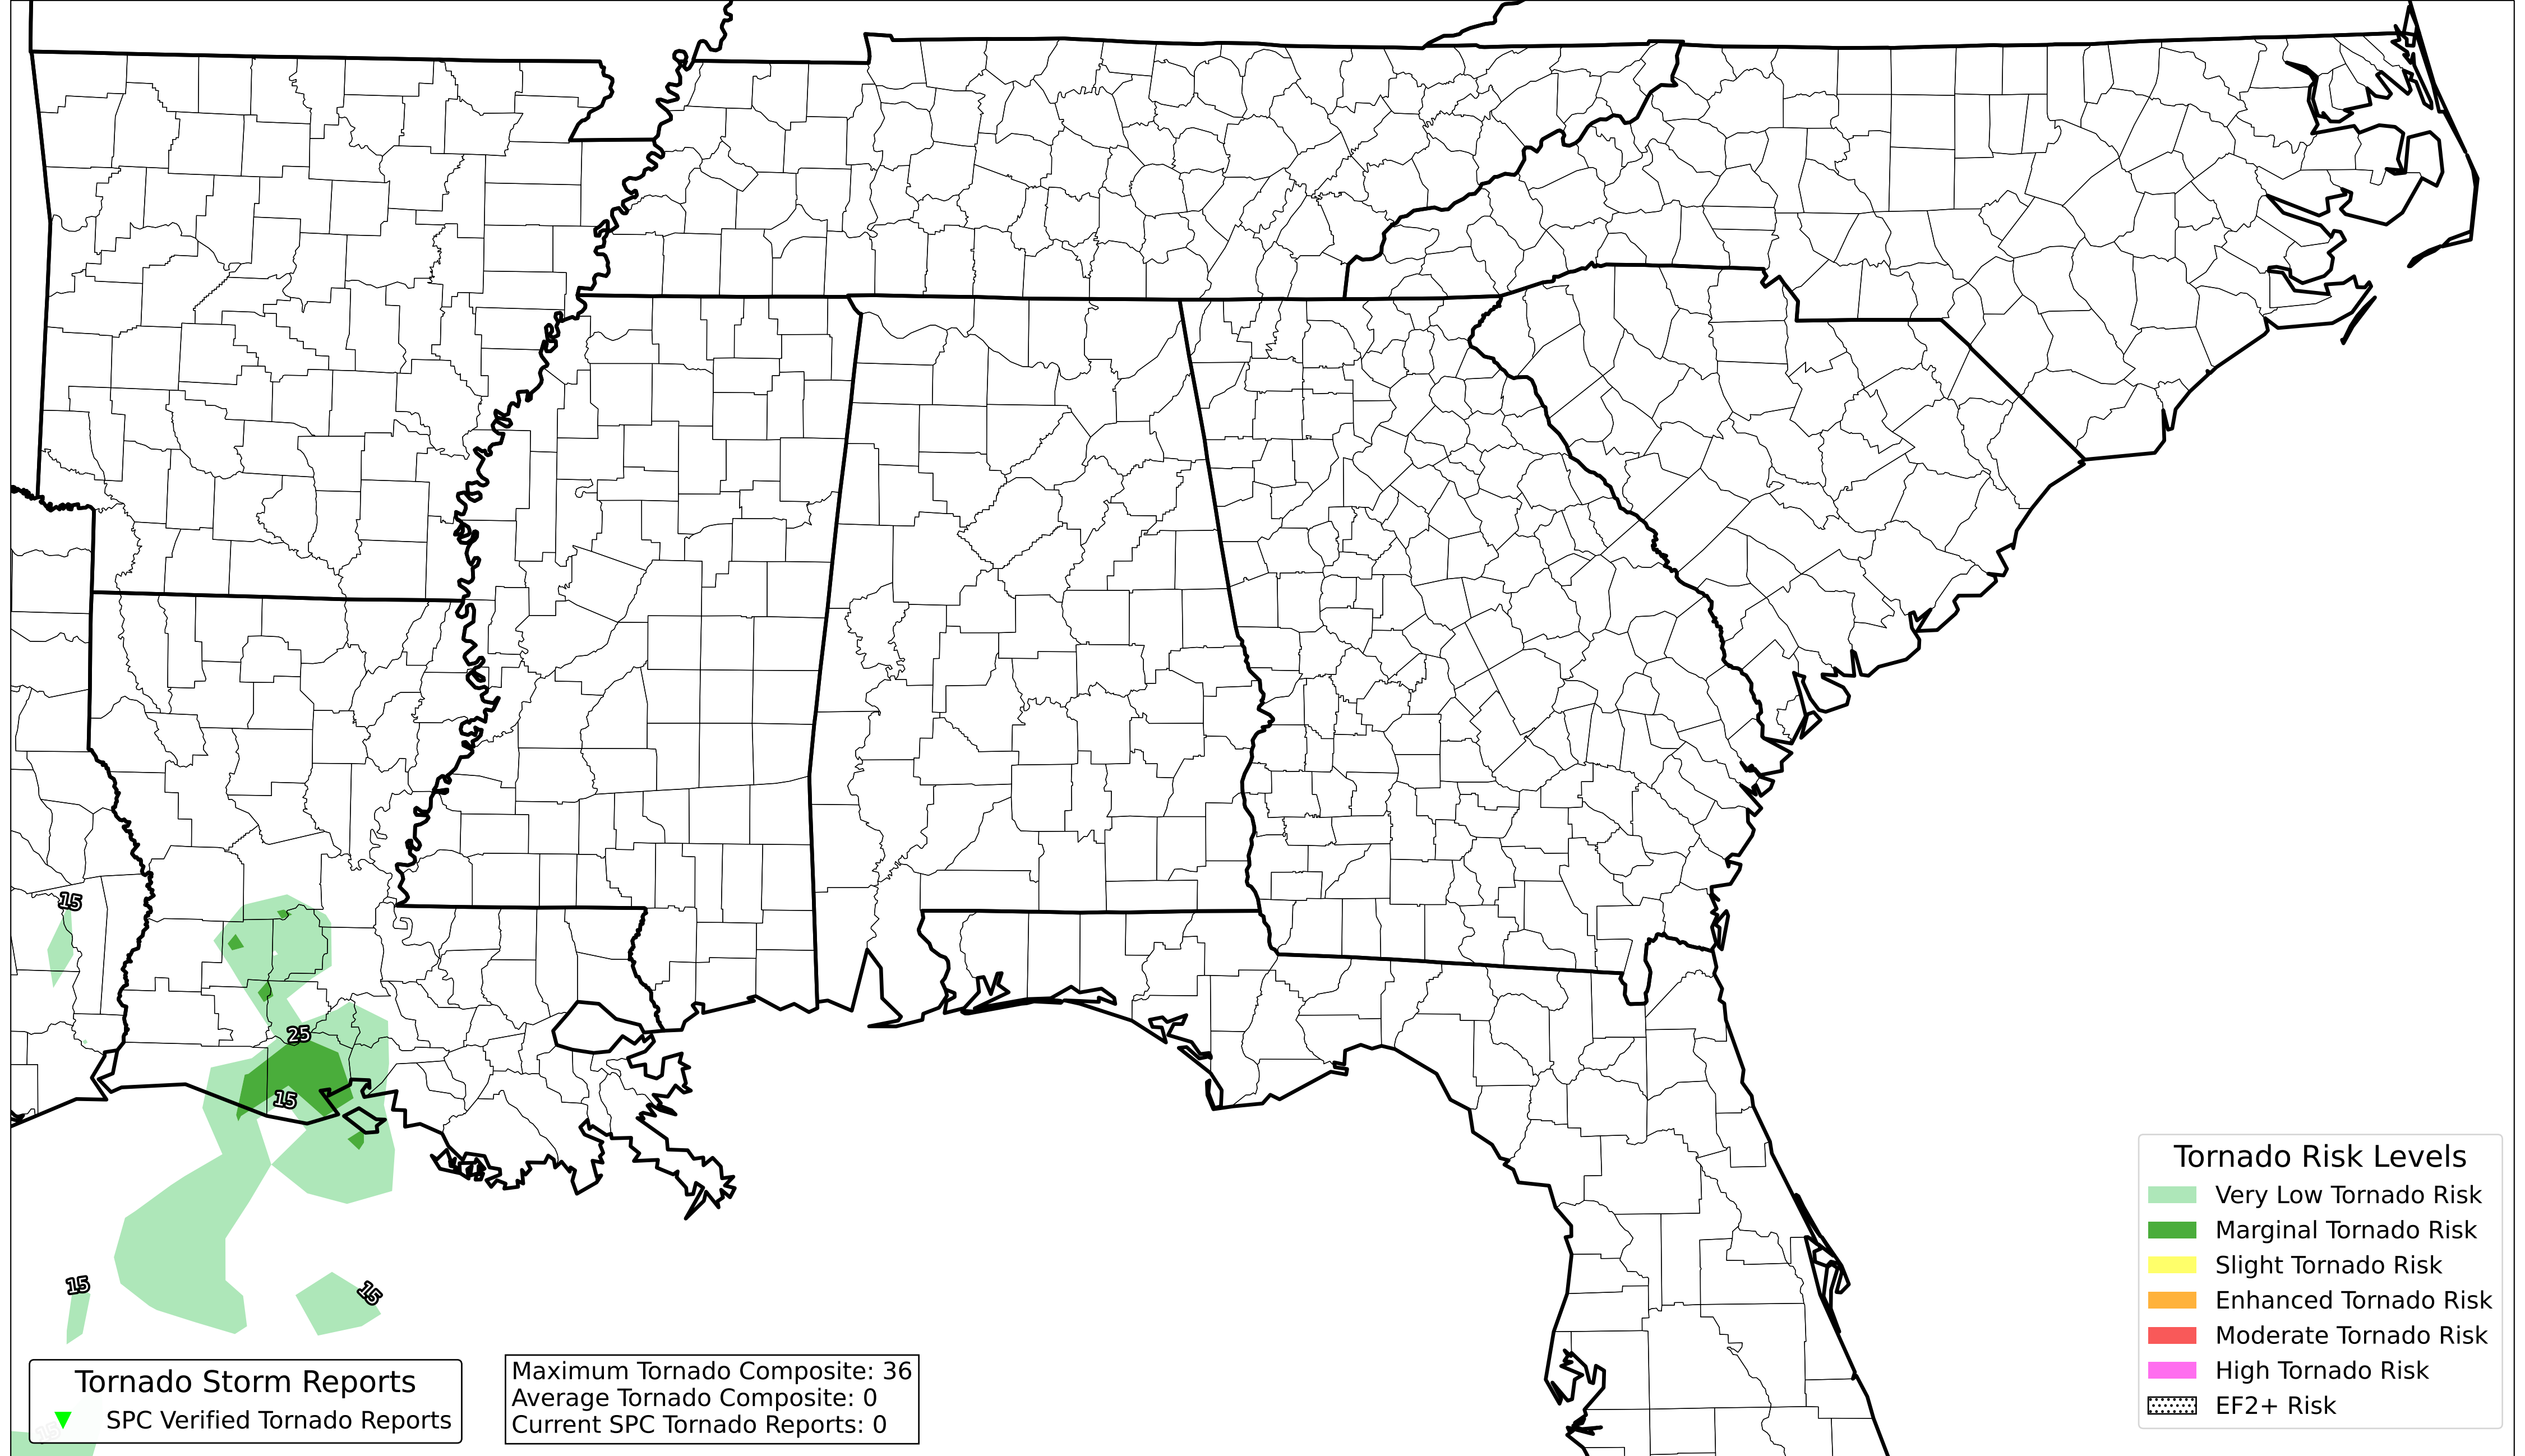 15
25
15
15
15
15
Tornado Storm Reports
SPC Verified Tornado Reports
Maximum Tornado Composite: 36
Average Tornado Composite: 0
Current SPC Tornado Reports: 0
Tornado Risk Levels
Very Low Tornado Risk
Marginal Tornado Risk
Slight Tornado Risk
Enhanced Tornado Risk
Moderate Tornado Risk
High Tornado Risk
EF2+ Risk